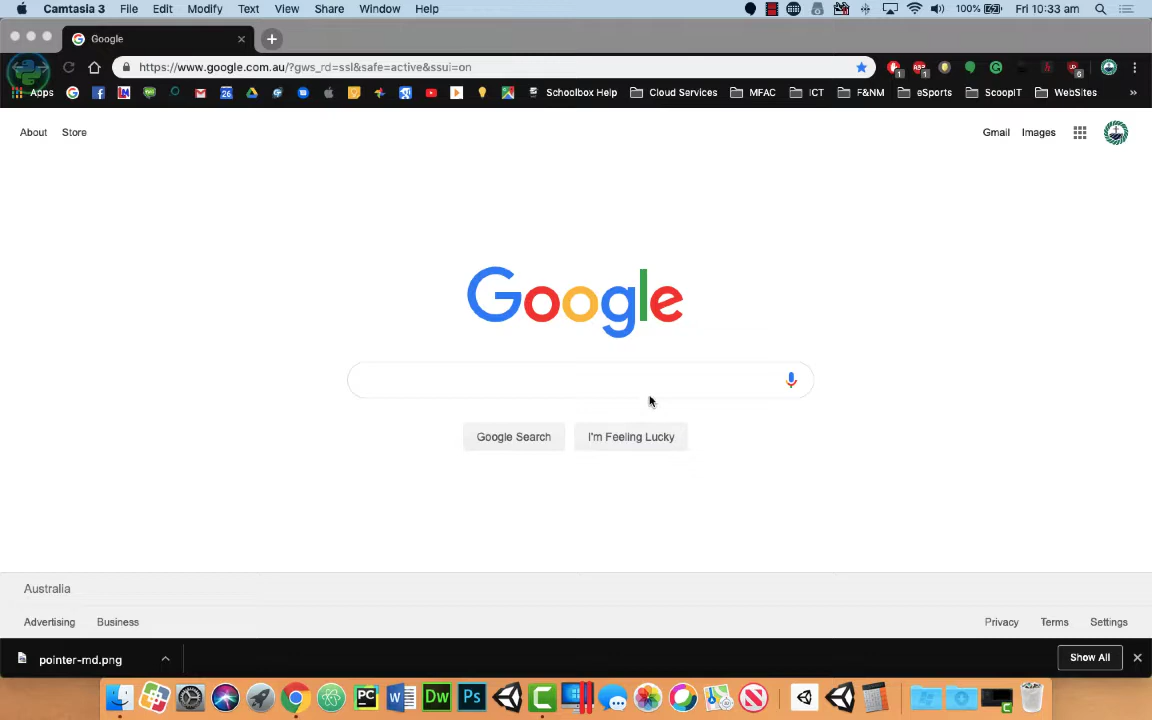 Camtasia 3 File Edit Modify Text View Share Window Help 100% Fri 10:33 am
Google
https://www.google.com.au/?gws_rd=ssl&safe=active&ssui=on
Apps Schoolbox Help Cloud Services MFAC ICT F&NM eSports ScoopIT WebSites
About Store Gmail Images
Google
Google Search I'm Feeling Lucky
Australia
Advertising Business Privacy Terms Settings
pointer-md.png Show All
PC Dw Ps